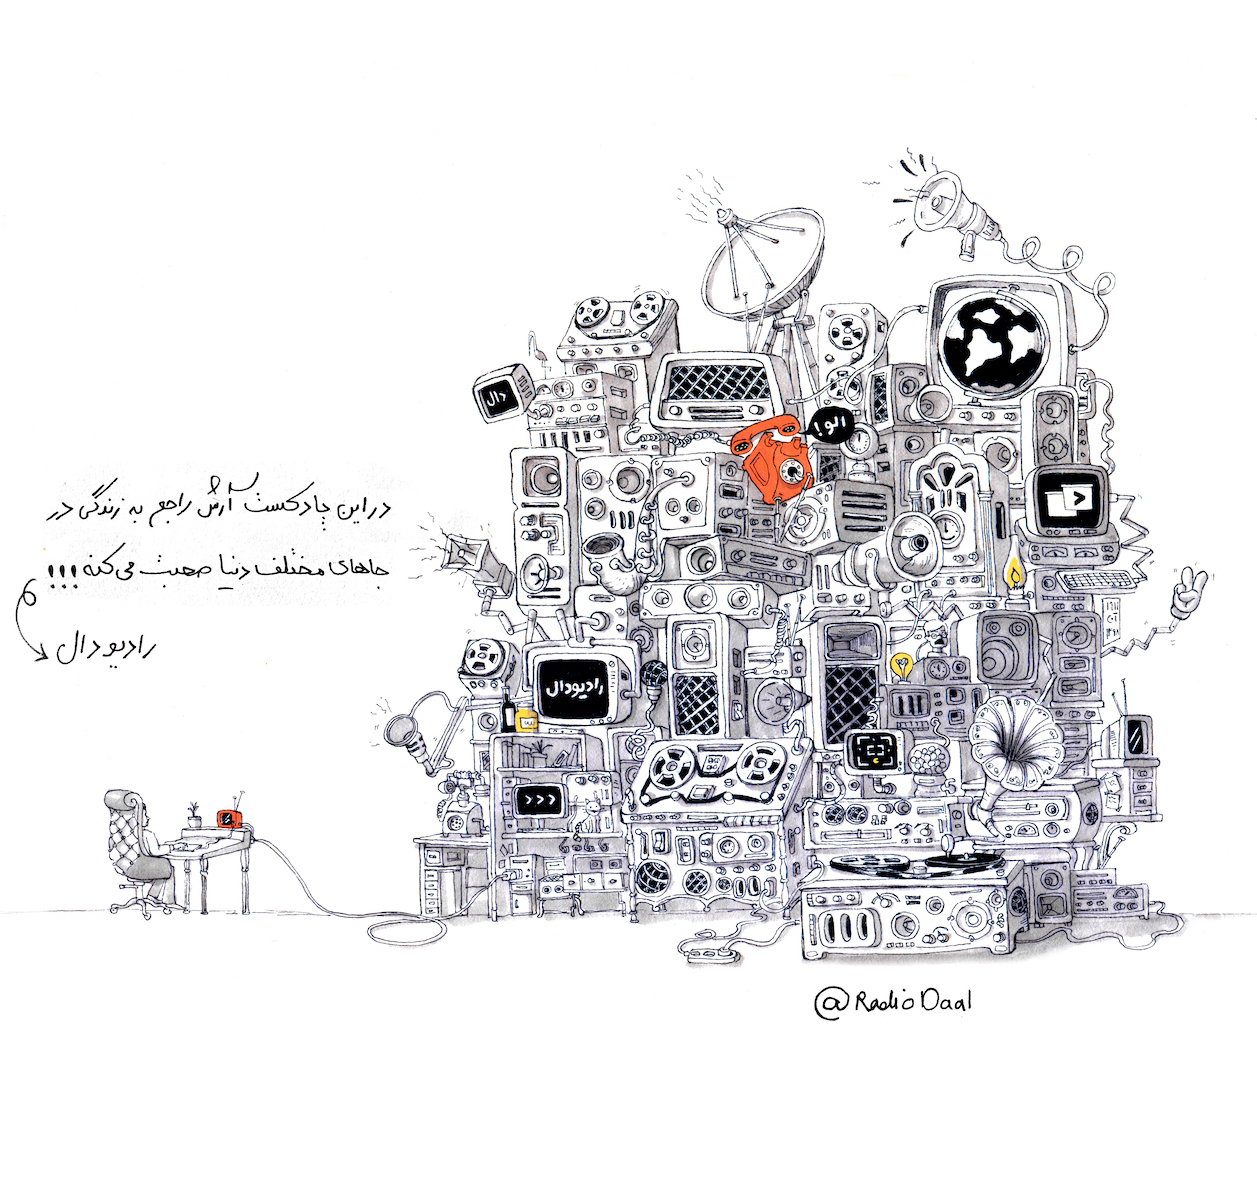 در این پادکست آرش راجع به زندگی در
جاهای مختلف دنیا صحبت می‌کنه!!!
رادیو دال
دال
الو!
رادیودال
>>>
@RadioDaal